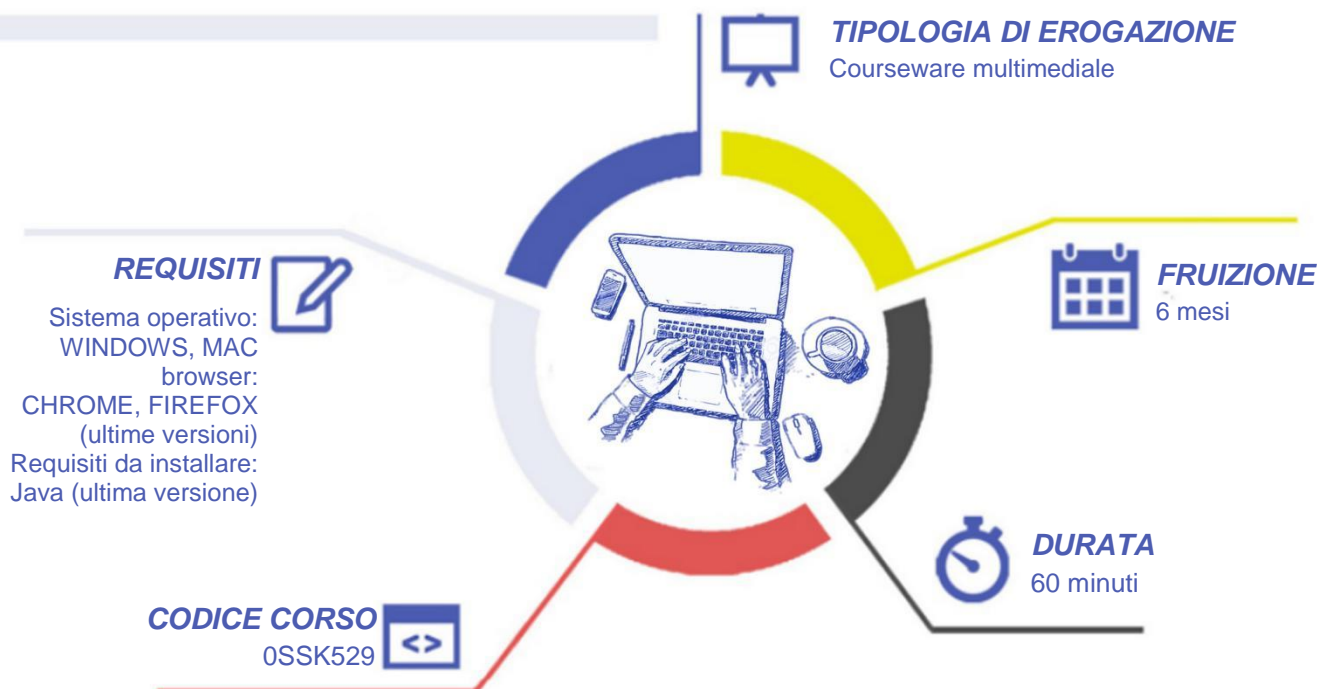 TIPOLOGIA DI EROGAZIONE
Courseware multimediale
REQUISITI
Sistema operativo:
WINDOWS, MAC
browser:
CHROME, FIREFOX
(ultime versioni)
Requisiti da installare:
Java (ultima versione)
FRUIZIONE
6 mesi
DURATA
60 minuti
CODICE CORSO
0SSK529